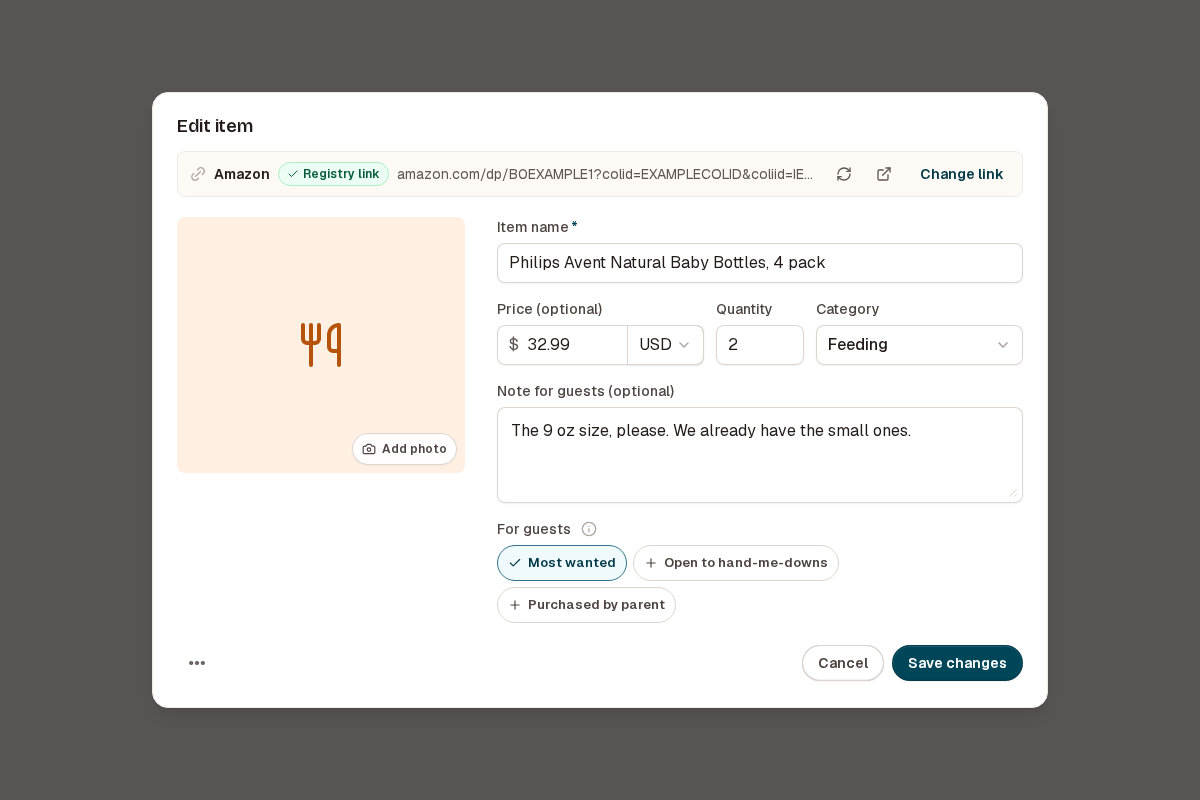 Edit item
Amazon Registry link amazon.com/dp/BOEXAMPLE1?colid=EXAMPLECOLID&coliid=IE... Change link
Item name *
Philips Avent Natural Baby Bottles, 4 pack
Price (optional) Quantity Category
$ 32.99 USD 2 Feeding
Note for guests (optional)
The 9 oz size, please. We already have the small ones.
Add photo
For guests
Most wanted Open to hand-me-downs
Purchased by parent
Cancel Save changes